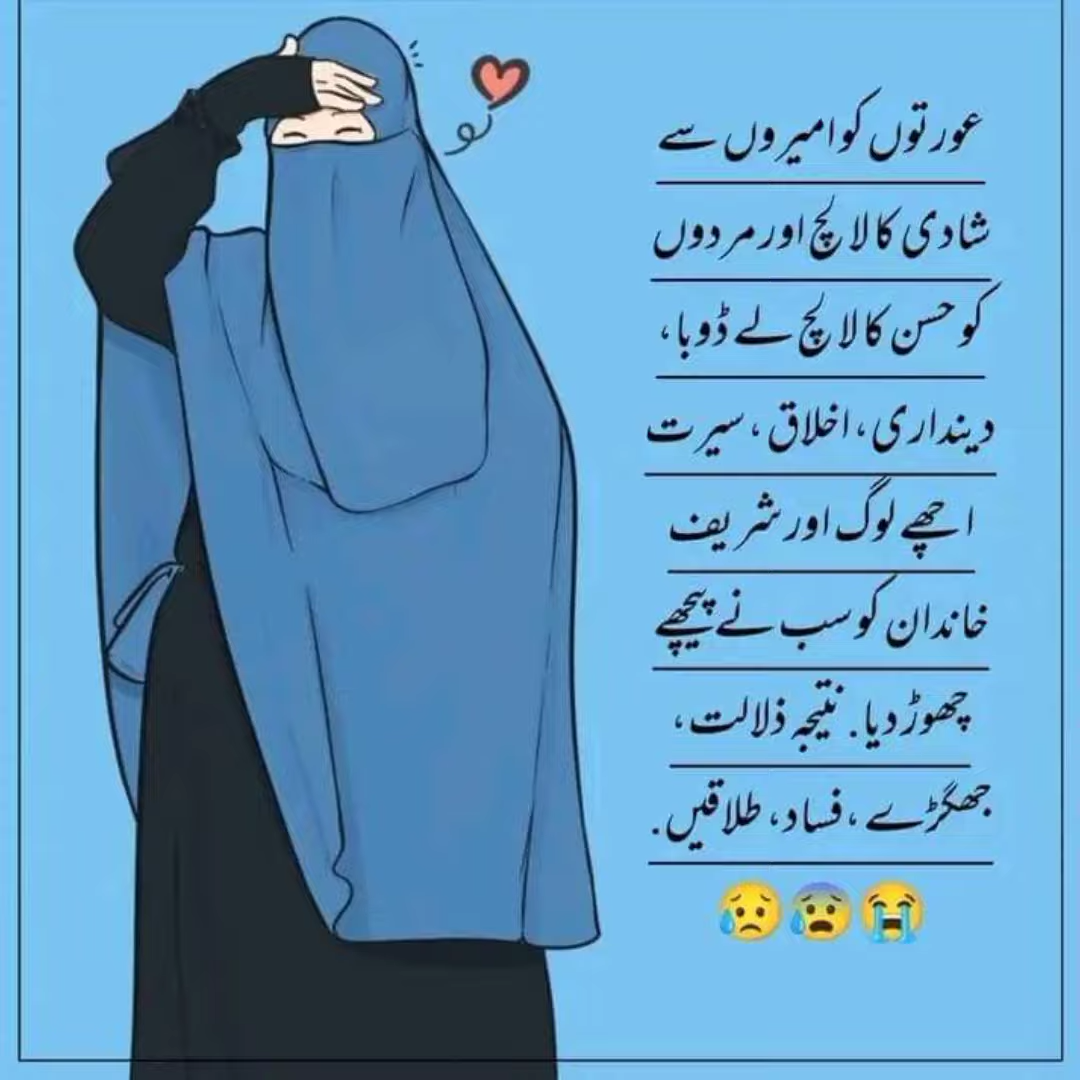 عورتوں کو امیروں سے
شادی کا لالچ اور مردوں
کو حسن کا لالچ لے ڈوبا،
دینداری، اخلاق، سیرت
اچھے لوگ اور شریف
خاندان کو سب نے پیچھے
چھوڑ دیا. نتیجہ ذلالت،
جھگڑے، فساد، طلاقیں.
😥😰😭